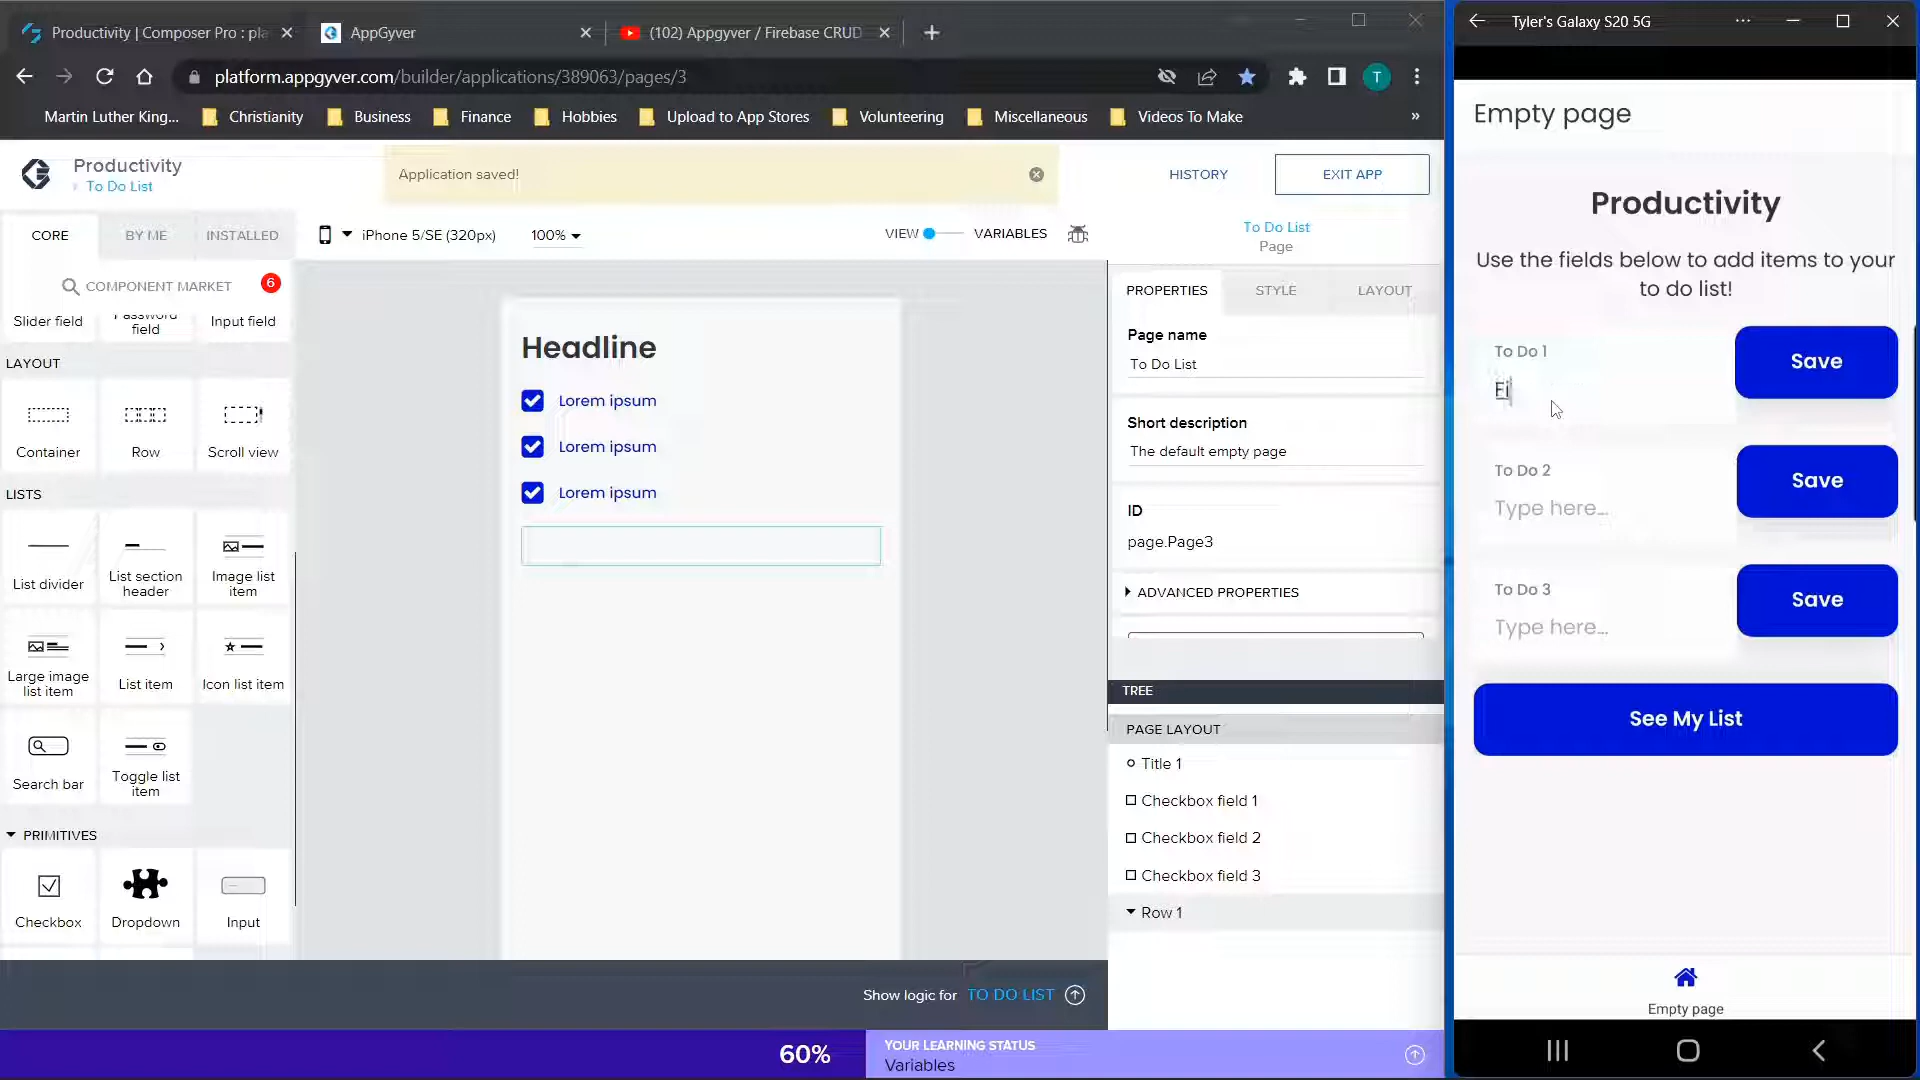 Productivity | Composer Pro : pla
AppGyver
(102) Appgyver / Firebase CRUD
Tyler's Galaxy S20 5G
platform.appgyver.com/builder/applications/389063/pages/3
T
Martin Luther King...
Christianity
Business
Finance
Hobbies
Upload to App Stores
Volunteering
Miscellaneous
Videos To Make
»
Productivity
To Do List
Application saved!
HISTORY
EXIT APP
CORE
BY ME
INSTALLED
iPhone 5/SE (320px)
100%
VIEW
VARIABLES
To Do List
Page
COMPONENT MARKET
6
Slider field
Password field
Input field
LAYOUT
Container
Row
Scroll view
LISTS
List divider
List section header
Image list item
Large image list item
List item
Icon list item
Search bar
Toggle list item
PRIMITIVES
Checkbox
Dropdown
Input
Headline
Lorem ipsum
Lorem ipsum
Lorem ipsum
PROPERTIES
STYLE
LAYOUT
Page name
To Do List
Short description
The default empty page
ID
page.Page3
ADVANCED PROPERTIES
TREE
PAGE LAYOUT
Title 1
Checkbox field 1
Checkbox field 2
Checkbox field 3
Row 1
Show logic for TO DO LIST
60%
YOUR LEARNING STATUS
Variables
Empty page
Productivity
Use the fields below to add items to your
to do list!
To Do 1
Fi
Save
To Do 2
Type here...
Save
To Do 3
Type here...
Save
See My List
Empty page